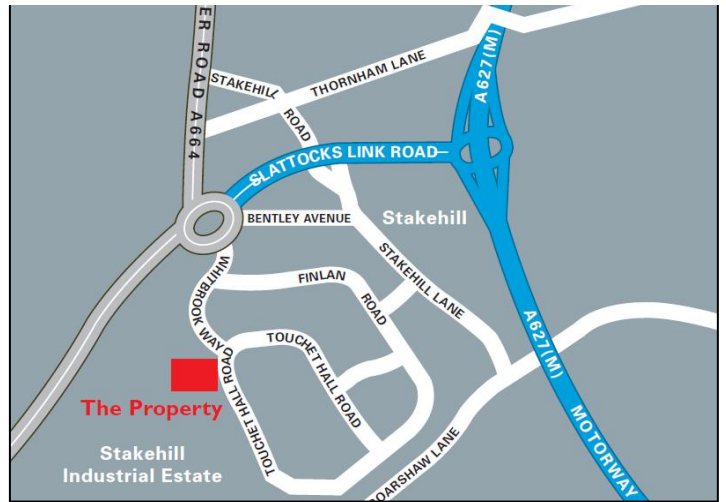 ER ROAD A664
STAKEHILL
ROAD
THORNHAM LANE
A627(M)
SLATTOCKS LINK ROAD
BENTLEY AVENUE
Stakehill
STAKEHILL LANE
WHITBROOK WAY
FINLAN
ROAD
TOUCHET HALL ROAD
TOUCHET HALL ROAD
The Property
Stakehill
Industrial Estate
OARSHAW LANE
A627(M)
MOTORWAY